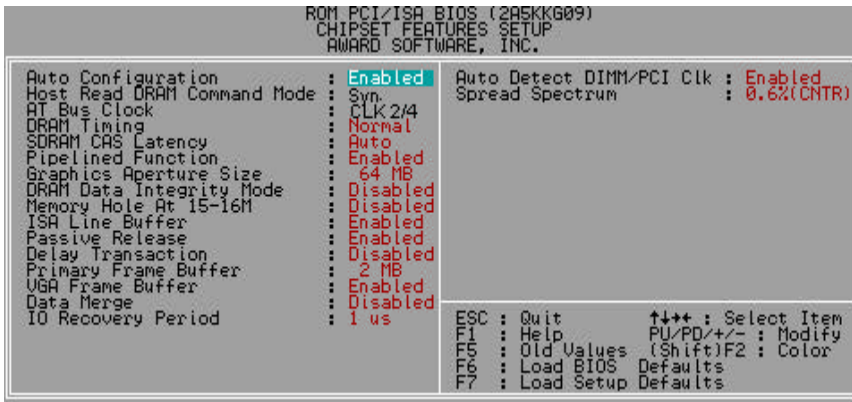 ROM PCI/ISA BIOS (2A5KKG09)
CHIPSET FEATURES SETUP
AWARD SOFTWARE, INC.
Auto Configuration : Enabled
Host Read DRAM Command Mode : Syn.
AT Bus Clock : CLK2/4
DRAM Timing : Normal
SDRAM CAS Latency : Auto
Pipelined Function : Enabled
Graphics Aperture Size : 64 MB
DRAM Data Integrity Mode : Disabled
Memory Hole At 15-16M : Disabled
ISA Line Buffer : Enabled
Passive Release : Enabled
Delay Transaction : Disabled
Primary Frame Buffer : 2 MB
VGA Frame Buffer : Enabled
Data Merge : Disabled
IO Recovery Period : 1 us
Auto Detect DIMM/PCI Clk : Enabled
Spread Spectrum : 0.6%(CNTR)
ESC : Quit ↑↓→← : Select Item
F1 : Help PU/PD/+/- : Modify
F5 : Old Values (Shift)F2 : Color
F6 : Load BIOS Defaults
F7 : Load Setup Defaults